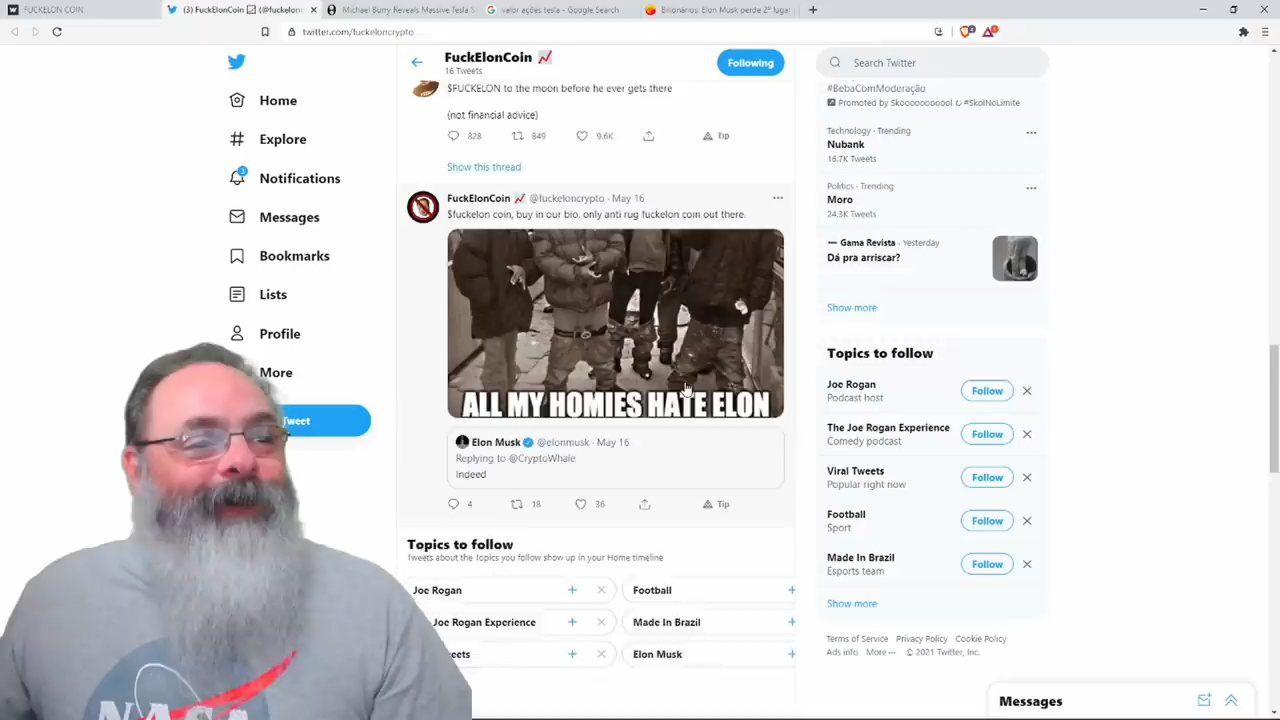 FUCKELON COIN
(3) FuckElonCoin 📈 (@fuckelonc
Michael Burry Reveals Massive Tesla S
valor ações tesla - Google Search
Bilionários: Elon Musk perde 2º lugar
twitter.com/fuckeloncrypto
Home
Explore
3
Notifications
Messages
Bookmarks
Lists
Profile
More
Tweet
FuckElonCoin 📈
16 Tweets
Following
$FUCKELON to the moon before he ever gets there
(not financial advice)
828 849 9.6K Tip
Show this thread
FuckElonCoin 📈 @fuckeloncrypto · May 16
$fuckelon coin, buy in our bio. only anti rug fuckelon coin out there.
ALL MY HOMIES HATE ELON
Elon Musk @elonmusk · May 16
Replying to @CryptoWhale
Indeed
4 18 36 Tip
Topics to follow
Tweets about the Topics you follow show up in your Home timeline
Joe Rogan
Football
Joe Rogan Experience
Made In Brazil
eets
Elon Musk
Search Twitter
#BebaComModeração
Promoted by Skoooooooool ↻ #SkolNoLimite
Technology · Trending
Nubank
16.7K Tweets
Politics · Trending
Moro
24.3K Tweets
Gama Revista · Yesterday
Dá pra arriscar?
Show more
Topics to follow
Joe Rogan
Podcast host
Follow
The Joe Rogan Experience
Comedy podcast
Follow
Viral Tweets
Popular right now
Follow
Football
Sport
Follow
Made In Brazil
Esports team
Follow
Show more
Terms of Service Privacy Policy Cookie Policy
Ads info More ··· © 2021 Twitter, Inc.
Messages
NASA